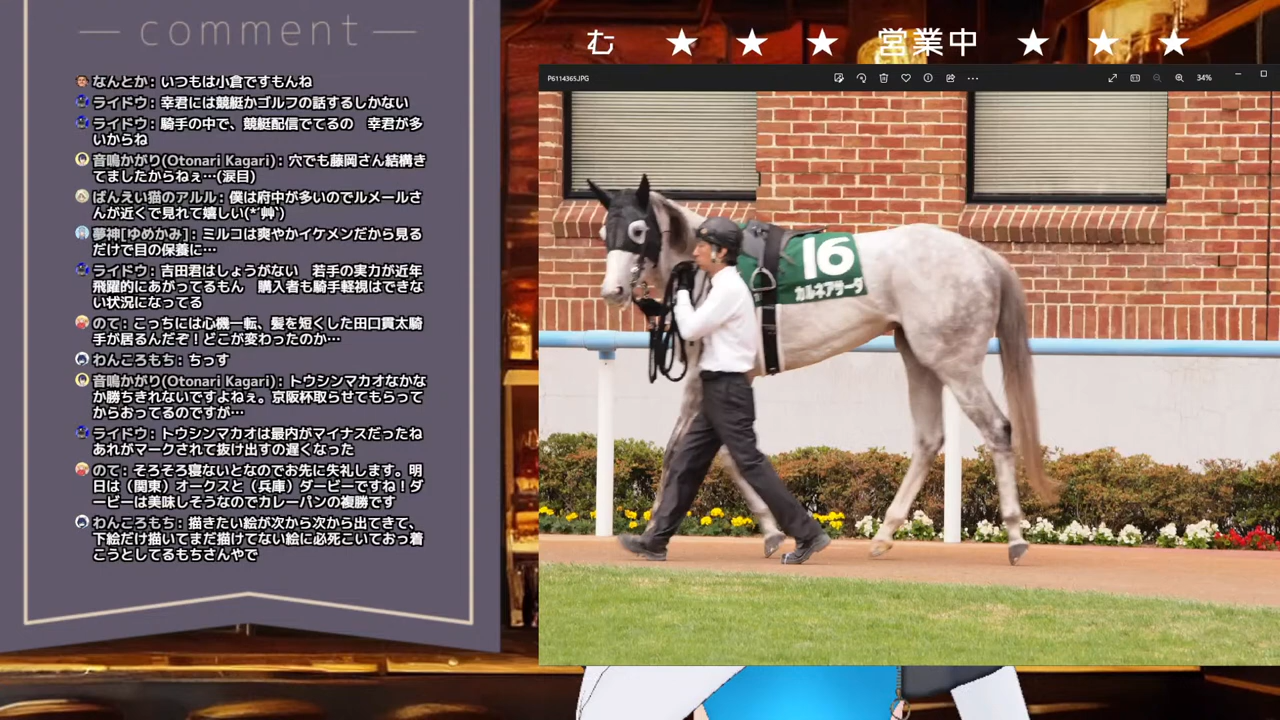 — comment —
なんとか : いつもは小倉ですもんね
ライドウ : 幸君には競艇かゴルフの話するしかない
ライドウ : 騎手の中で、競艇配信でてるの　幸君が多
いからね
音鳴かがり(Otonari Kagari) : 穴でも藤岡さん結構き
てましたからねぇ…(涙目)
ばんえい猫のアルル : 僕は府中が多いのでルメールさ
んが近くで見れて嬉しい(*´艸`)
夢神[ゆめかみ] : ミルコは爽やかイケメンだから見る
だけで目の保養に…
ライドウ : 吉田君はしょうがない　若手の実力が近年
飛躍的にあがってるもん　購入者も騎手軽視はできな
い状況になってる
のて : こっちには心機一転、髪を短くした田口貫太騎
手が居るんだぞ！どこが変わったのか…
わんころもち : ちっす
音鳴かがり(Otonari Kagari) : トウシンマカオなかな
か勝ちきれないですよねぇ。京阪杯取らせてもらって
からおってるのですが…
ライドウ : トウシンマカオは最内がマイナスだったね
あれがマークされて抜け出すの遅くなった
のて : そろそろ寝ないとなのでお先に失礼します。明
日は（関東）オークスと（兵庫）ダービーですね！ダ
ービーは美味しそうなのでカレーパンの複勝です
わんころもち : 描きたい絵が次から次から出てきて、
下絵だけ描いてまだ描けてない絵に必死こいておっ着
こうとしてるもちさんやで
む ★ ★ ★ 営業中 ★ ★ ★
P6114365.JPG
34%
16
カルネアサーダ